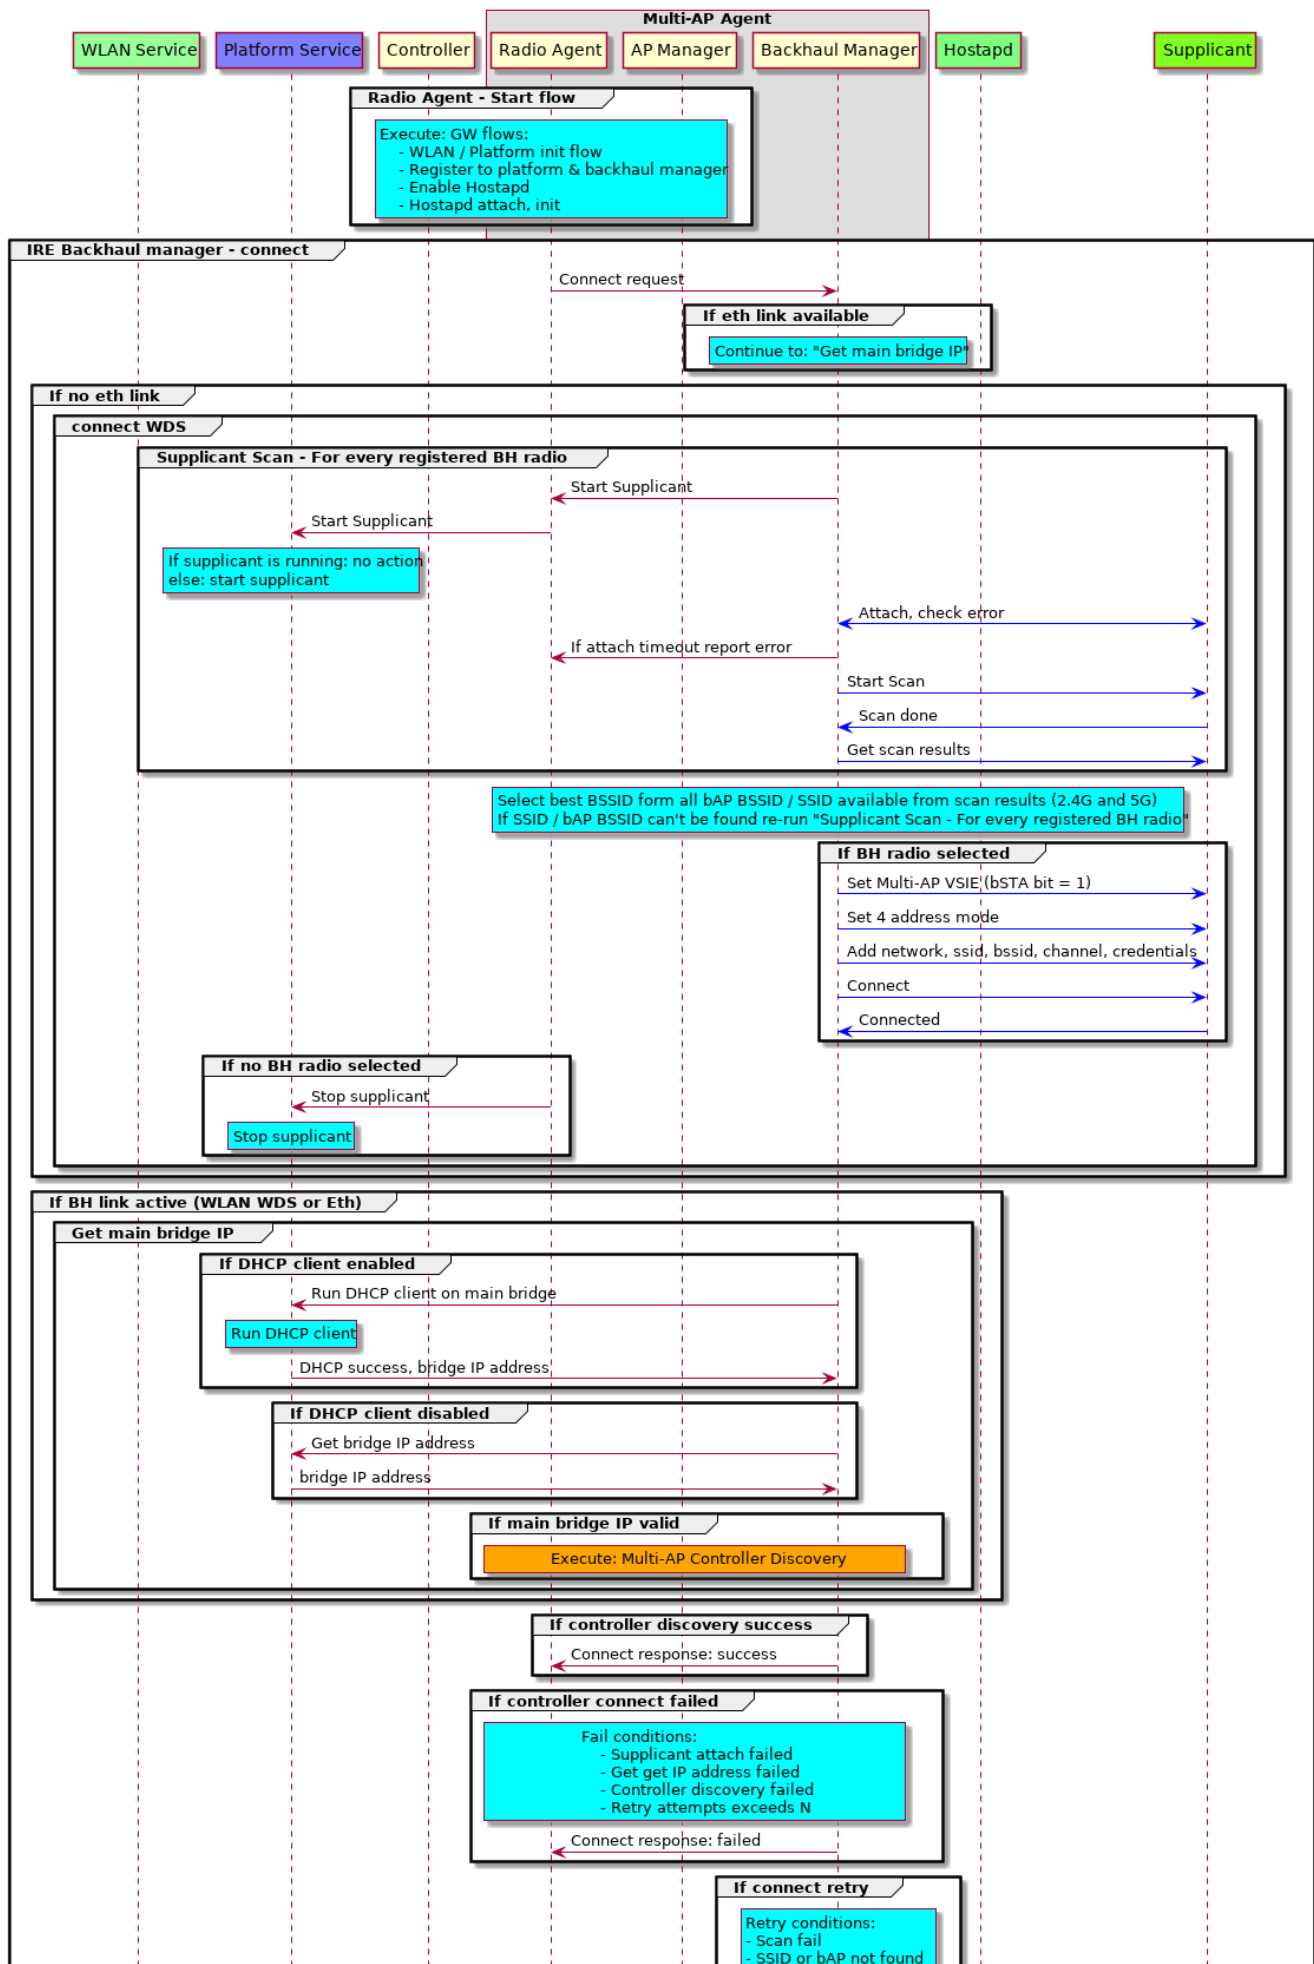 Multi-AP Agent
WLAN Service
Platform Service
Controller
Radio Agent
AP Manager
Backhaul Manager
Hostapd
Supplicant
Radio Agent - Start flow
Execute: GW flows:
- WLAN / Platform init flow
- Register to platform & backhaul manager
- Enable Hostapd
- Hostapd attach, init
IRE Backhaul manager - connect
Connect request
If eth link available
Continue to: "Get main bridge IP"
If no eth link
connect WDS
Supplicant Scan - For every registered BH radio
Start Supplicant
Start Supplicant
If supplicant is running: no action
else: start supplicant
Attach, check error
If attach timeout report error
Start Scan
Scan done
Get scan results
Select best BSSID form all bAP BSSID / SSID available from scan results (2.4G and 5G)
If SSID / bAP BSSID can't be found re-run "Supplicant Scan - For every registered BH radio"
If BH radio selected
Set Multi-AP VSIE (bSTA bit = 1)
Set 4 address mode
Add network, ssid, bssid, channel, credentials
Connect
Connected
If no BH radio selected
Stop supplicant
Stop supplicant
If BH link active (WLAN WDS or Eth)
Get main bridge IP
If DHCP client enabled
Run DHCP client on main bridge
Run DHCP client
DHCP success, bridge IP address
If DHCP client disabled
Get bridge IP address
bridge IP address
If main bridge IP valid
Execute: Multi-AP Controller Discovery
If controller discovery success
Connect response: success
If controller connect failed
Fail conditions:
- Supplicant attach failed
- Get get IP address failed
- Controller discovery failed
- Retry attempts exceeds N
Connect response: failed
If connect retry
Retry conditions:
- Scan fail
- SSID or bAP not found